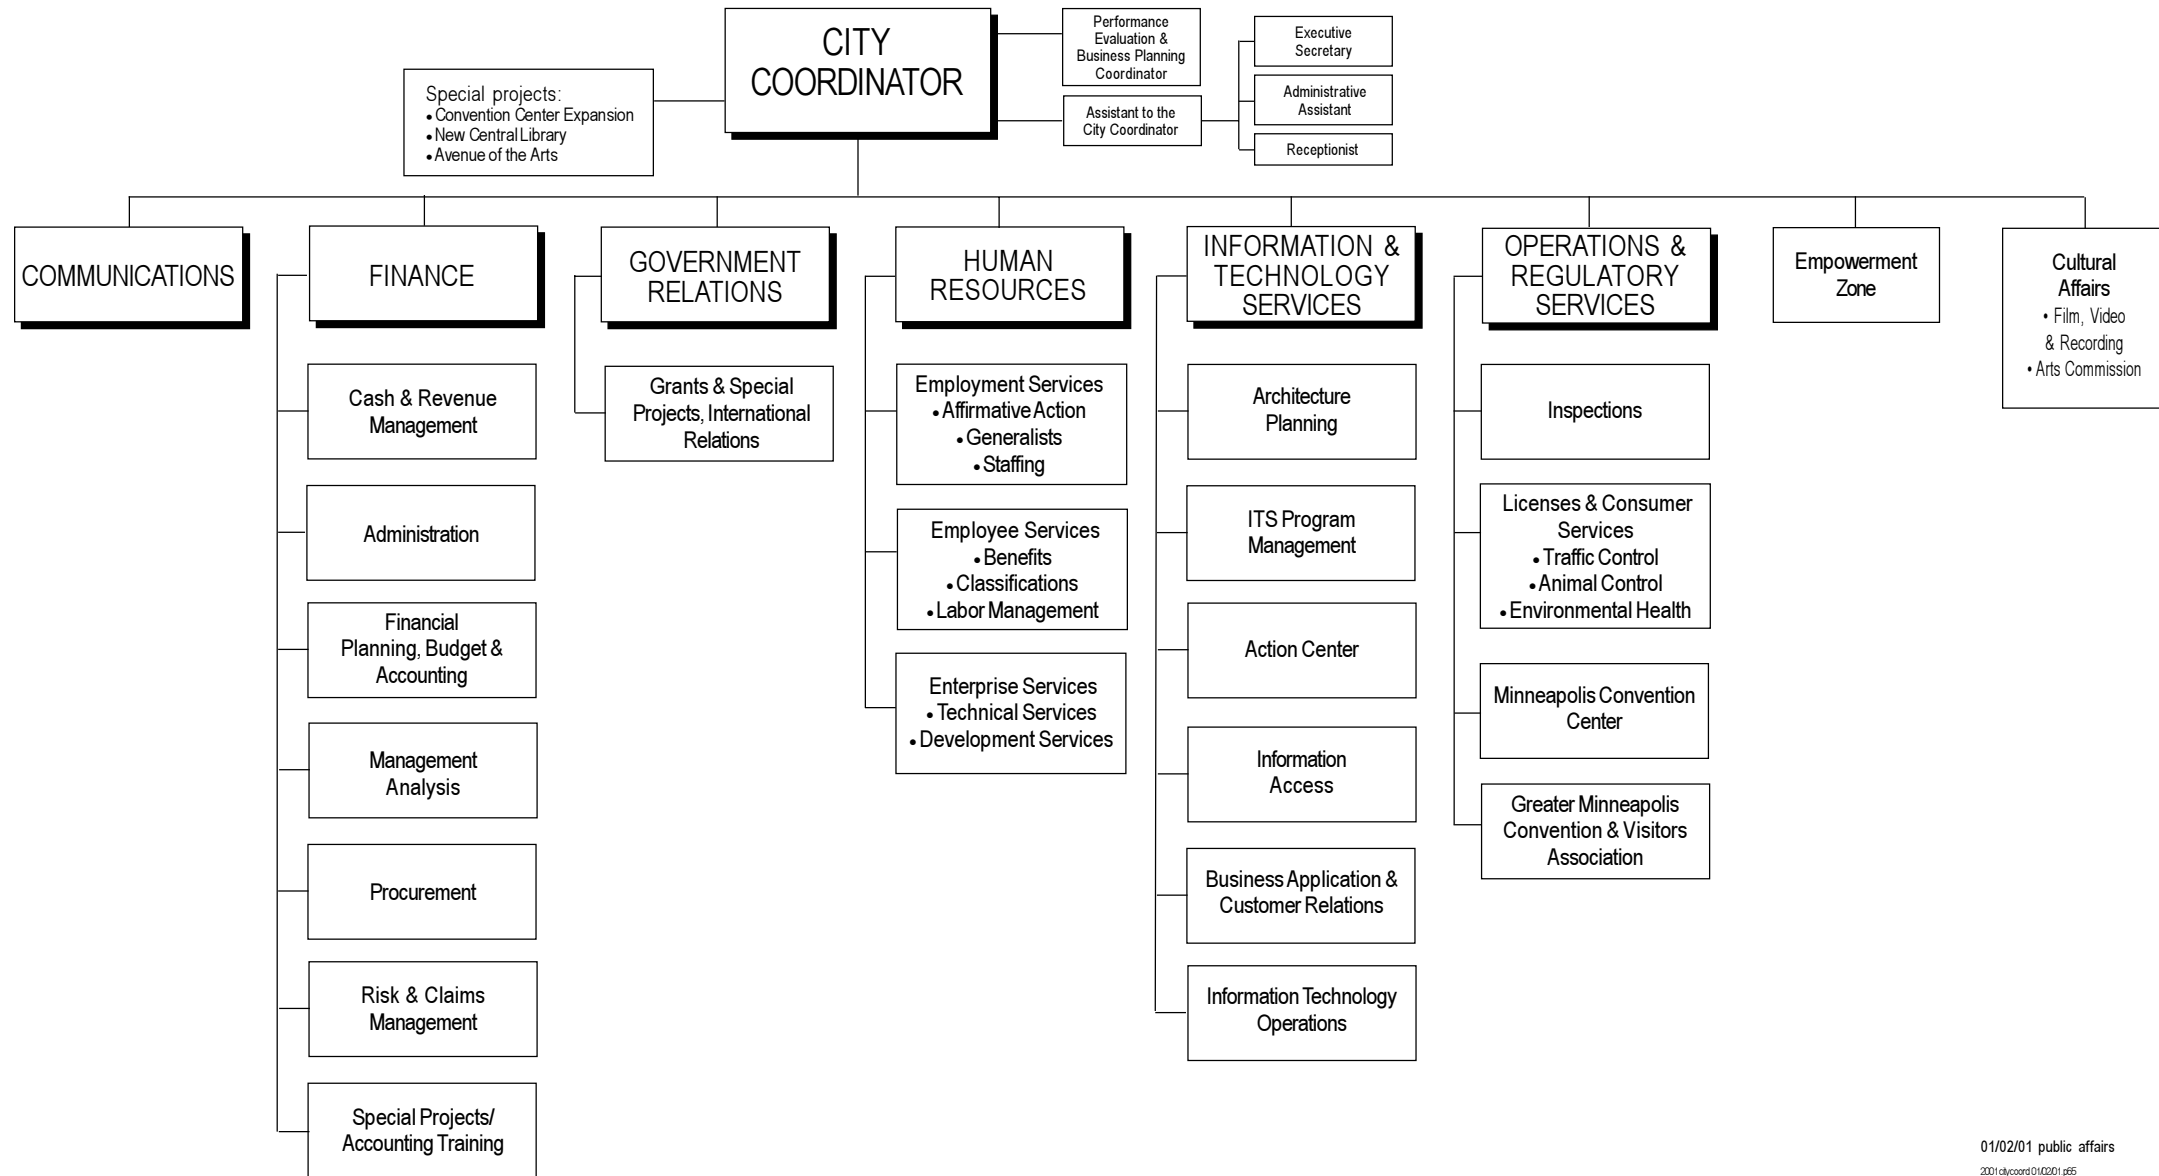 CITY
COORDINATOR
Performance
Evaluation &
Business Planning
Coordinator
Executive
Secretary
Special projects:
• Convention Center Expansion
• New Central Library
• Avenue of the Arts
Assistant to the
City Coordinator
Administrative
Assistant
Receptionist
COMMUNICATIONS
FINANCE
Cash & Revenue
Management
Administration
Financial
Planning, Budget &
Accounting
Management
Analysis
Procurement
Risk & Claims
Management
Special Projects/
Accounting Training
GOVERNMENT
RELATIONS
Grants & Special
Projects, International
Relations
HUMAN
RESOURCES
Employment Services
• Affirmative Action
• Generalists
• Staffing
Employee Services
• Benefits
• Classifications
• Labor Management
Enterprise Services
• Technical Services
• Development Services
INFORMATION &
TECHNOLOGY
SERVICES
Architecture
Planning
ITS Program
Management
Action Center
Information
Access
Business Application &
Customer Relations
Information Technology
Operations
OPERATIONS &
REGULATORY
SERVICES
Inspections
Licenses & Consumer
Services
• Traffic Control
• Animal Control
• Environmental Health
Minneapolis Convention
Center
Greater Minneapolis
Convention & Visitors
Association
Empowerment
Zone
Cultural
Affairs
• Film, Video
& Recording
• Arts Commission
01/02/01 public affairs
2001 citycoord 01/02/01.p65